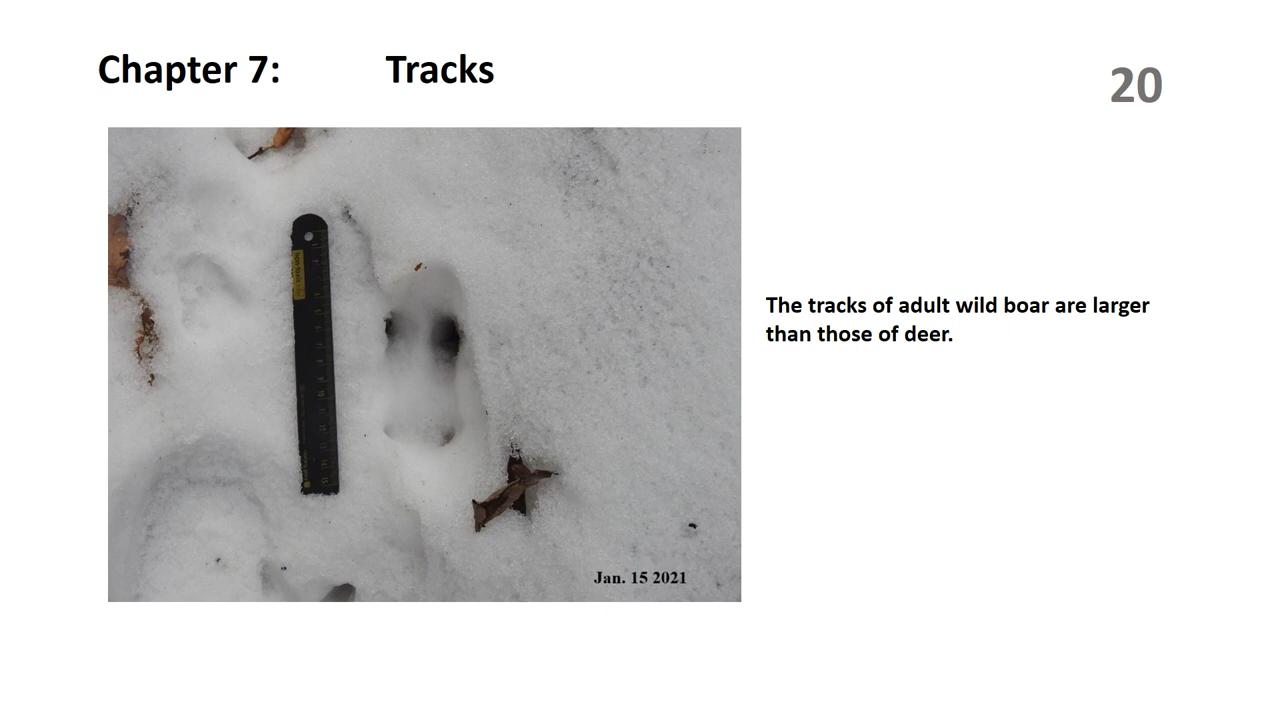 Chapter 7: Tracks
20
The tracks of adult wild boar are larger
than those of deer.
Jan. 15 2021